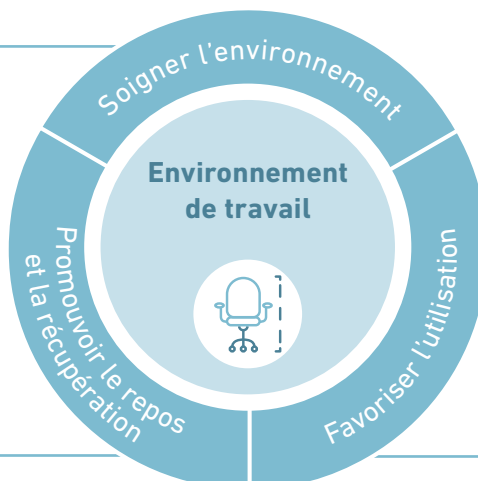 Soigner l'environnement
Environnement
de travail
Promouvoir le repos
et la récupération
Favoriser l'utilisation